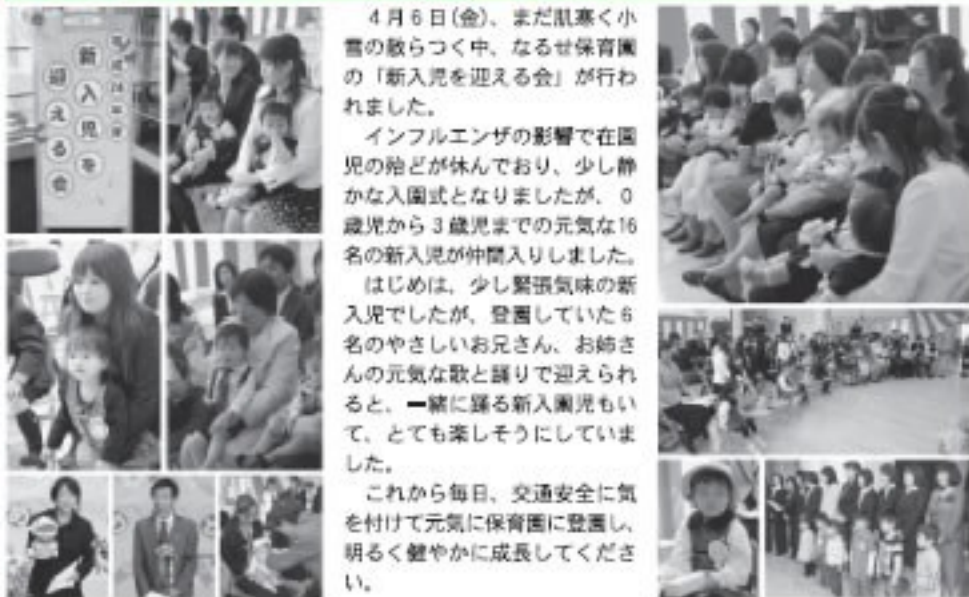 平成24年度
新入児を
迎える会
4月6日(金)、まだ肌寒く小
雪の散らつく中、なるせ保育園
の「新入児を迎える会」が行わ
れました。
インフルエンザの影響で在園
児の殆どが休んでおり、少し静
かな入園式となりましたが、0
歳児から3歳児までの元気な16
名の新入児が仲間入りしました。
はじめは、少し緊張気味の新
入児でしたが、登園していた6
名のやさしいお兄さん、お姉さ
んの元気な歌と踊りで迎えられ
ると、一緒に踊る新入園児もい
て、とても楽しそうにしていま
した。
これから毎日、交通安全に気
を付けて元気に保育園に登園し、
明るく健やかに成長してくださ
い。